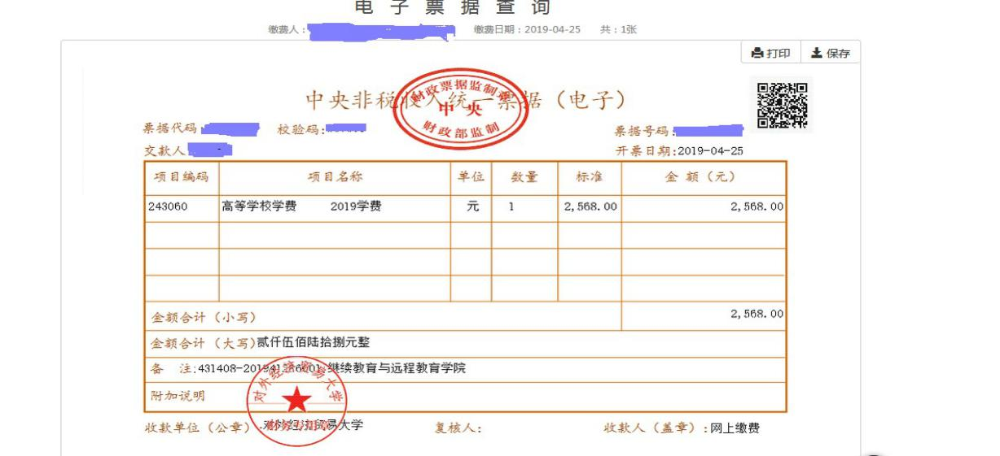 电子票据查询
缴费人： 缴费日期：2019-04-25 共：1张
打印 保存
财政票据监制章
中央
财政部监制
中央非税收入统一票据（电子）
票据代码 校验码: 票据号码:
交款人 开票日期:2019-04-25
项目编码 项目名称 单位 数量 标准 金 额（元）
243060 高等学校学费 2019学费 元 1 2,568.00 2,568.00
金额合计（小写） 2,568.00
金额合计（大写）贰仟伍佰陆拾捌元整
备 注: 继续教育与远程教育学院
附加说明
对外经济贸易大学
收款单位（公章）:对外经济贸易大学 复核人: 收款人（盖章）:网上缴费